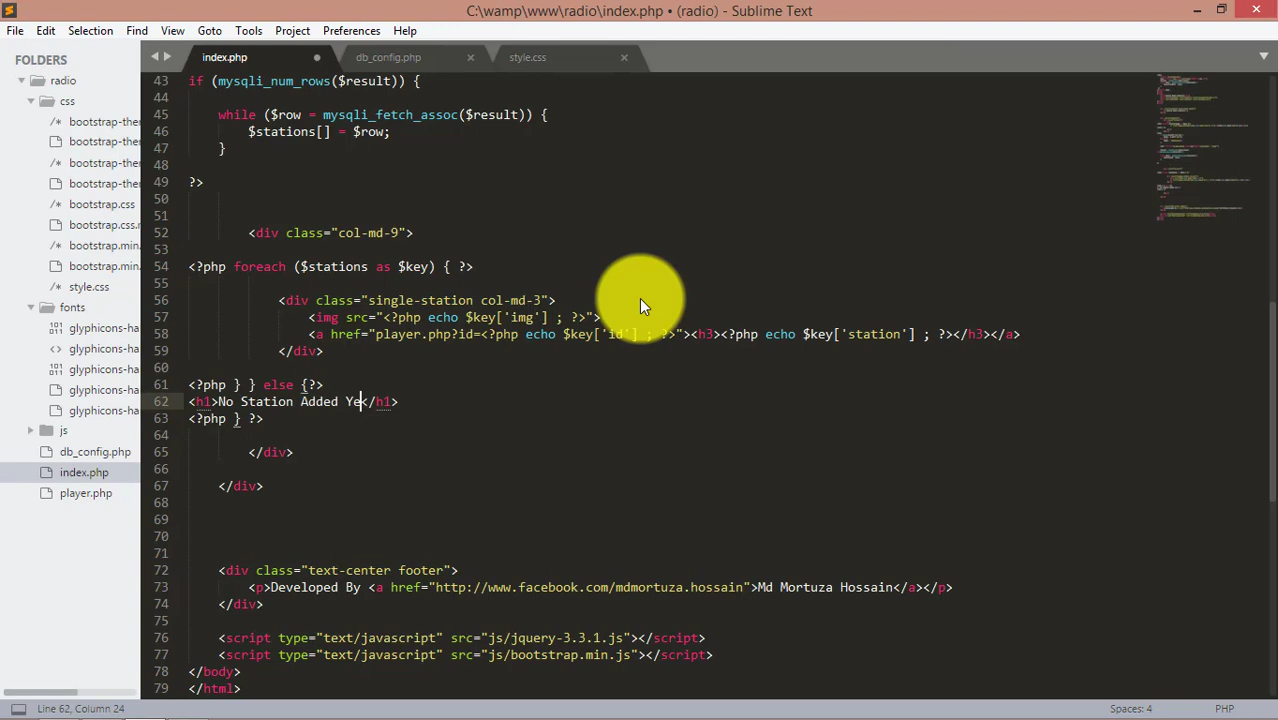 C:\wamp\www\radio\index.php • (radio) - Sublime Text
File Edit Selection Find View Goto Tools Project Preferences Help
FOLDERS
radio
css
bootstrap-the
bootstrap-the
bootstrap-the
bootstrap-the
bootstrap.css
bootstrap.css.m
bootstrap.min.
bootstrap.min.
style.css
fonts
glyphicons-ha
glyphicons-ha
glyphicons-ha
glyphicons-ha
glyphicons-ha
js
db_config.php
index.php
player.php
index.php db_config.php style.css
43 if (mysqli_num_rows($result)) {
44
45 while ($row = mysqli_fetch_assoc($result)) {
46 $stations[] = $row;
47 }
48
49 ?>
50
51
52 <div class="col-md-9">
53
54 <?php foreach ($stations as $key) { ?>
55
56 <div class="single-station col-md-3">
57 <img src="<?php echo $key['img'] ; ?>">
58 <a href="player.php?id=<?php echo $key['id'] ; ?>"><h3><?php echo $key['station'] ; ?></h3></a>
59 </div>
60
61 <?php } } else {?>
62 <h1>No Station Added Ye</h1>
63 <?php } ?>
64
65 </div>
66
67 </div>
68
69
70
71
72 <div class="text-center footer">
73 <p>Developed By <a href="http://www.facebook.com/mdmortuza.hossain">Md Mortuza Hossain</a></p>
74 </div>
75
76 <script type="text/javascript" src="js/jquery-3.3.1.js"></script>
77 <script type="text/javascript" src="js/bootstrap.min.js"></script>
78 </body>
79 </html>
Line 62, Column 24 Spaces: 4 PHP